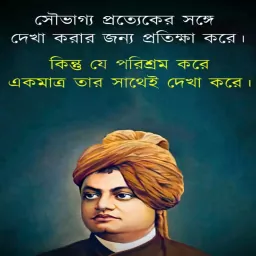 সৌভাগ্য প্রত্যেকের সঙ্গে
দেখা করার জন্য প্রতিক্ষা করে।
কিন্তু যে পরিশ্রম করে
একমাত্র তার সাথেই দেখা করে।